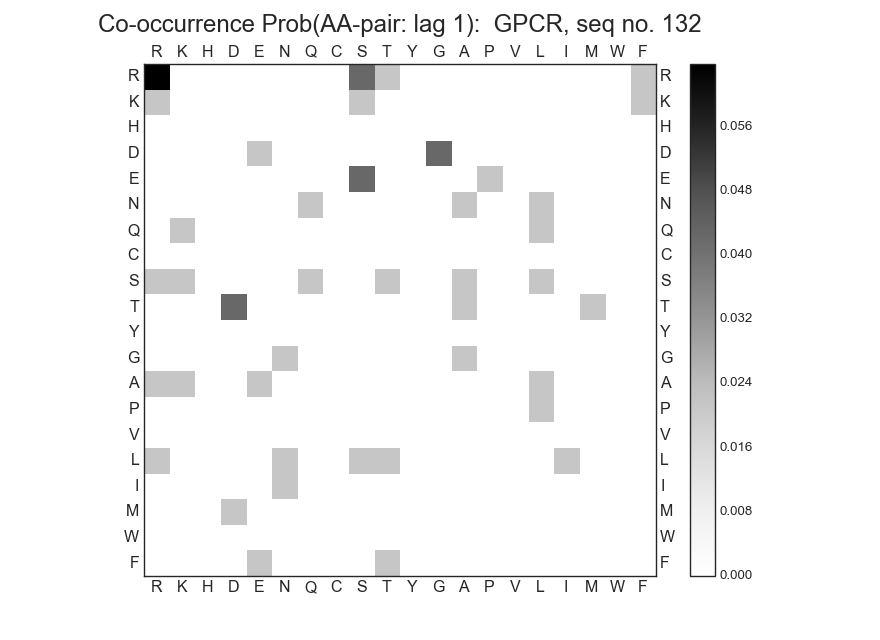 Co-occurrence Prob(AA-pair: lag 1):  GPCR, seq no. 132
R K H D E N Q C S T Y G A P V L I M W F
R R
K K
H H
D D
E E
N N
Q Q
C C
S S
T T
Y Y
G G
A A
P P
V V
L L
I I
M M
W W
F F
R K H D E N Q C S T Y G A P V L I M W F
0.056
0.048
0.040
0.032
0.024
0.016
0.008
0.000